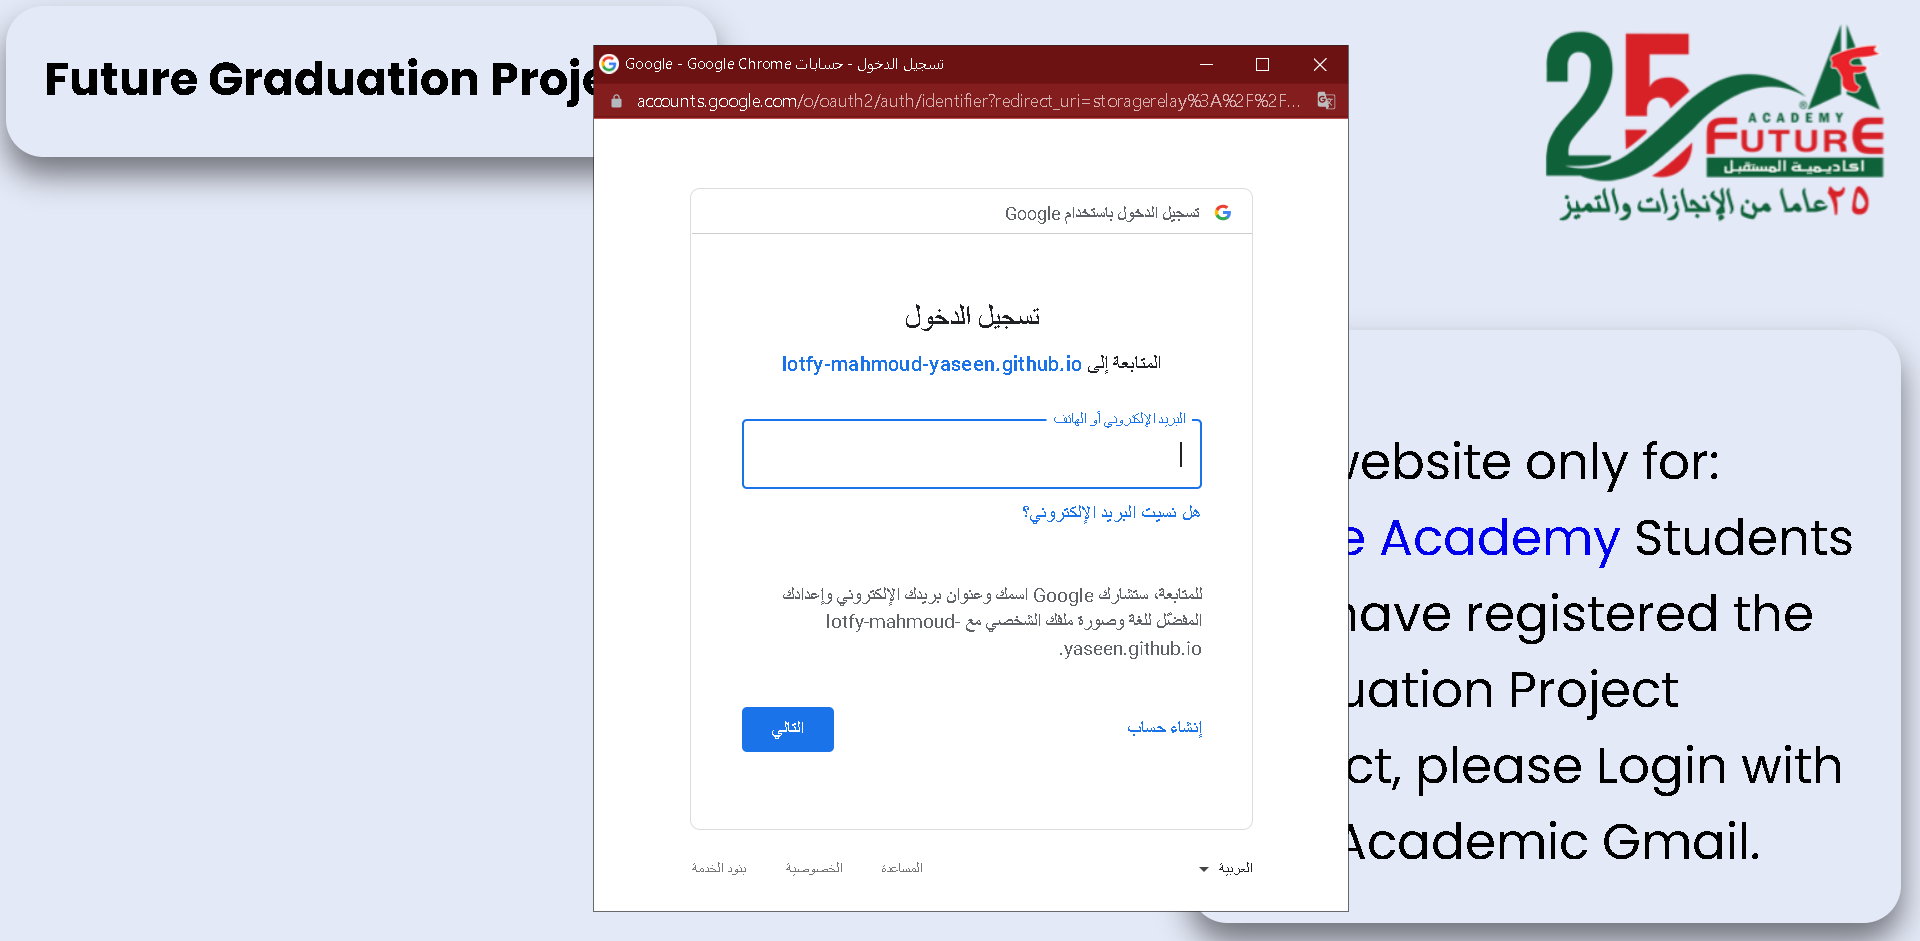 Future Graduation Proje
تسجيل الدخول - حسابات Google - Google Chrome
accounts.google.com/o/oauth2/auth/identifier?redirect_uri=storagerelay%3A%2F%2F...
25
ACADEMY
FUTURE
اكاديمية المستقبل
٢٥ عاما من الإنجازات والتميز
تسجيل الدخول باستخدام Google
تسجيل الدخول
المتابعة إلى lotfy-mahmoud-yaseen.github.io
البريد الإلكتروني أو الهاتف
هل نسيت البريد الإلكتروني؟
للمتابعة، ستشارك Google اسمك وعنوان بريدك الإلكتروني وإعدادك
المفضّل للغة وصورة ملفك الشخصي مع lotfy-mahmoud-
yaseen.github.io.
إنشاء حساب
التالي
العربية
المساعدة
الخصوصية
بنود الخدمة
website only for:
e Academy Students
have registered the
uation Project
ct, please Login with
Academic Gmail.